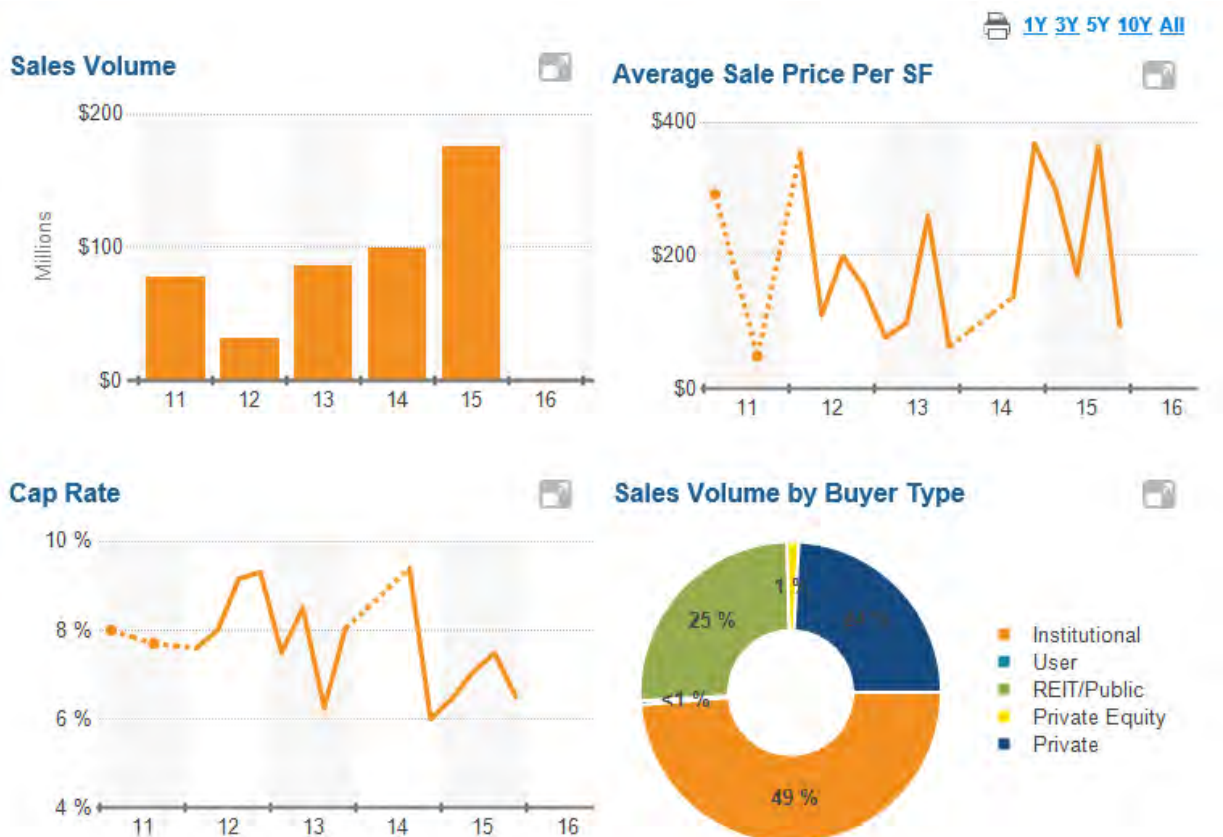 1Y 3Y 5Y 10Y All
Sales Volume
$200
$100
$0
Millions
11 12 13 14 15 16
Average Sale Price Per SF
$400
$200
$0
11 12 13 14 15 16
Cap Rate
10 %
8 %
6 %
4 %
11 12 13 14 15 16
Sales Volume by Buyer Type
1 %
25 %
<1 %
49 %
Institutional
User
REIT/Public
Private Equity
Private